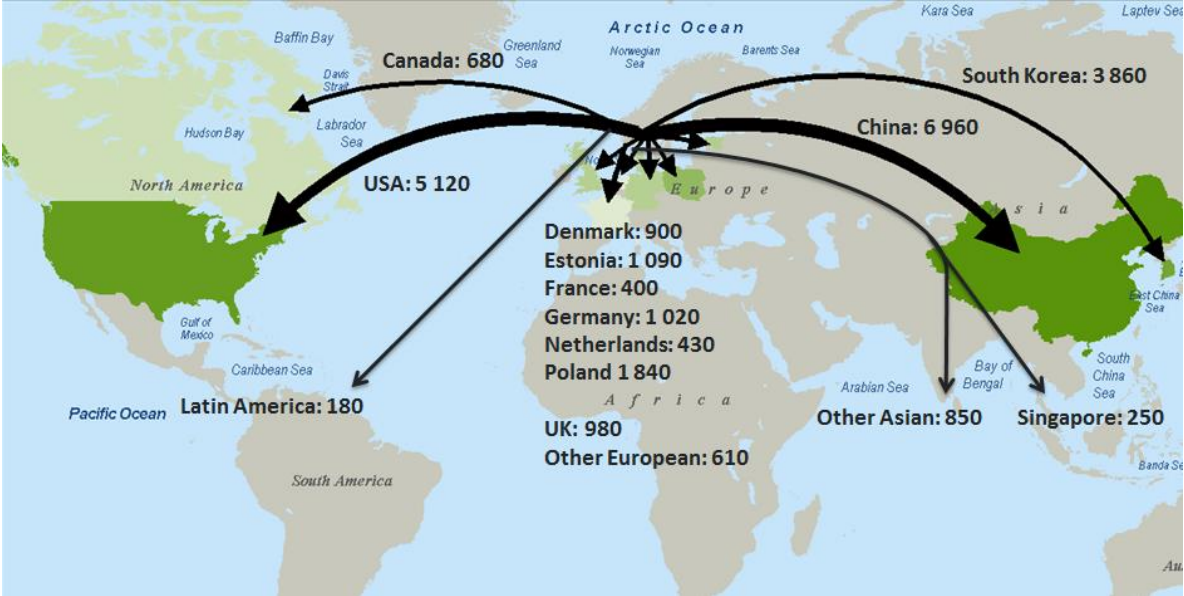 Kara Sea
Laptev Sea
Arctic Ocean
Baffin Bay
Greenland
Sea
Norwegian
Sea
Barents Sea
Canada: 680
Davis
Strait
South Korea: 3 860
Hudson Bay
Labrador
Sea
China: 6 960
North America
USA: 5 120
Europe
Asia
Denmark: 900
Estonia: 1 090
France: 400
Germany: 1 020
Netherlands: 430
Poland 1 840
UK: 980
Other European: 610
East China
Sea
Gulf of
Mexico
Caribbean Sea
Bay of
Bengal
South
China
Sea
Arabian Sea
Africa
Pacific Ocean
Latin America: 180
Other Asian: 850
Singapore: 250
Banda Se
South America
Au